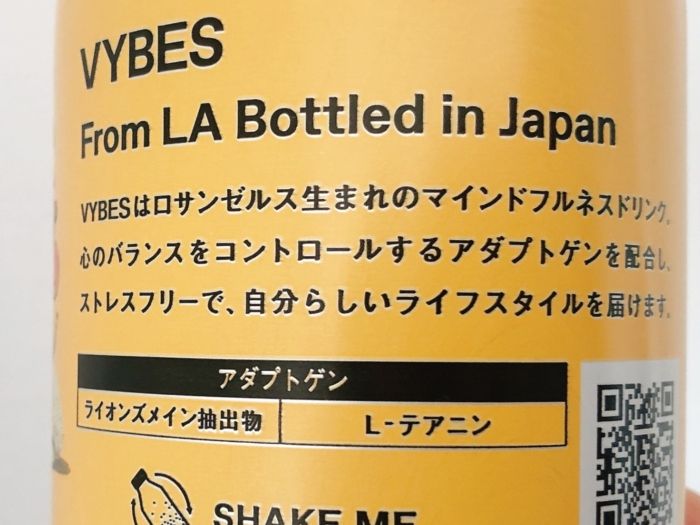 VYBES
From LA Bottled in Japan
VYBESはロサンゼルス生まれのマインドフルネスドリンク。
心のバランスをコントロールするアダプトゲンを配合し、
ストレスフリーで、自分らしいライフスタイルを届けます。
アダプトゲン
ライオンズメイン抽出物 L-テアニン
SHAKE ME